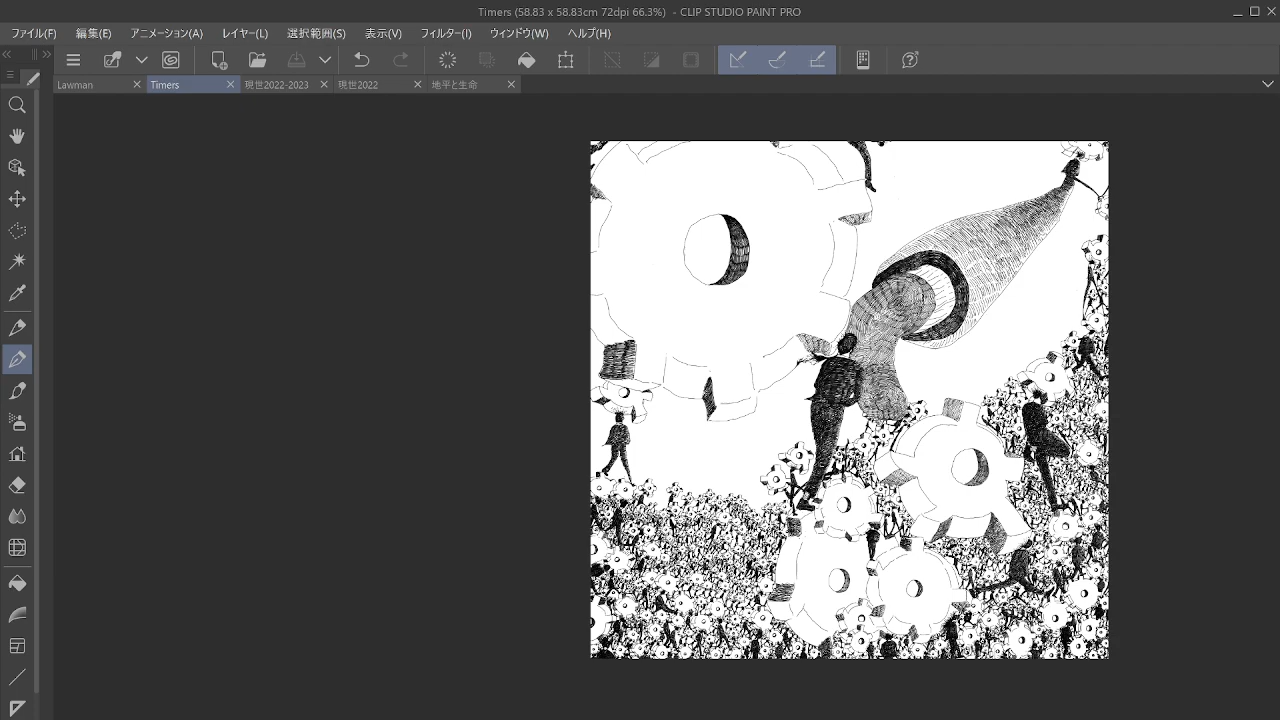 Timers (58.83 x 58.83cm 72dpi 66.3%) - CLIP STUDIO PAINT PRO
ファイル(F) 編集(E) アニメーション(A) レイヤー(L) 選択範囲(S) 表示(V) フィルター(I) ウィンドウ(W) ヘルプ(H)
Lawman Timers 現世2022-2023 現世2022 地平と生命